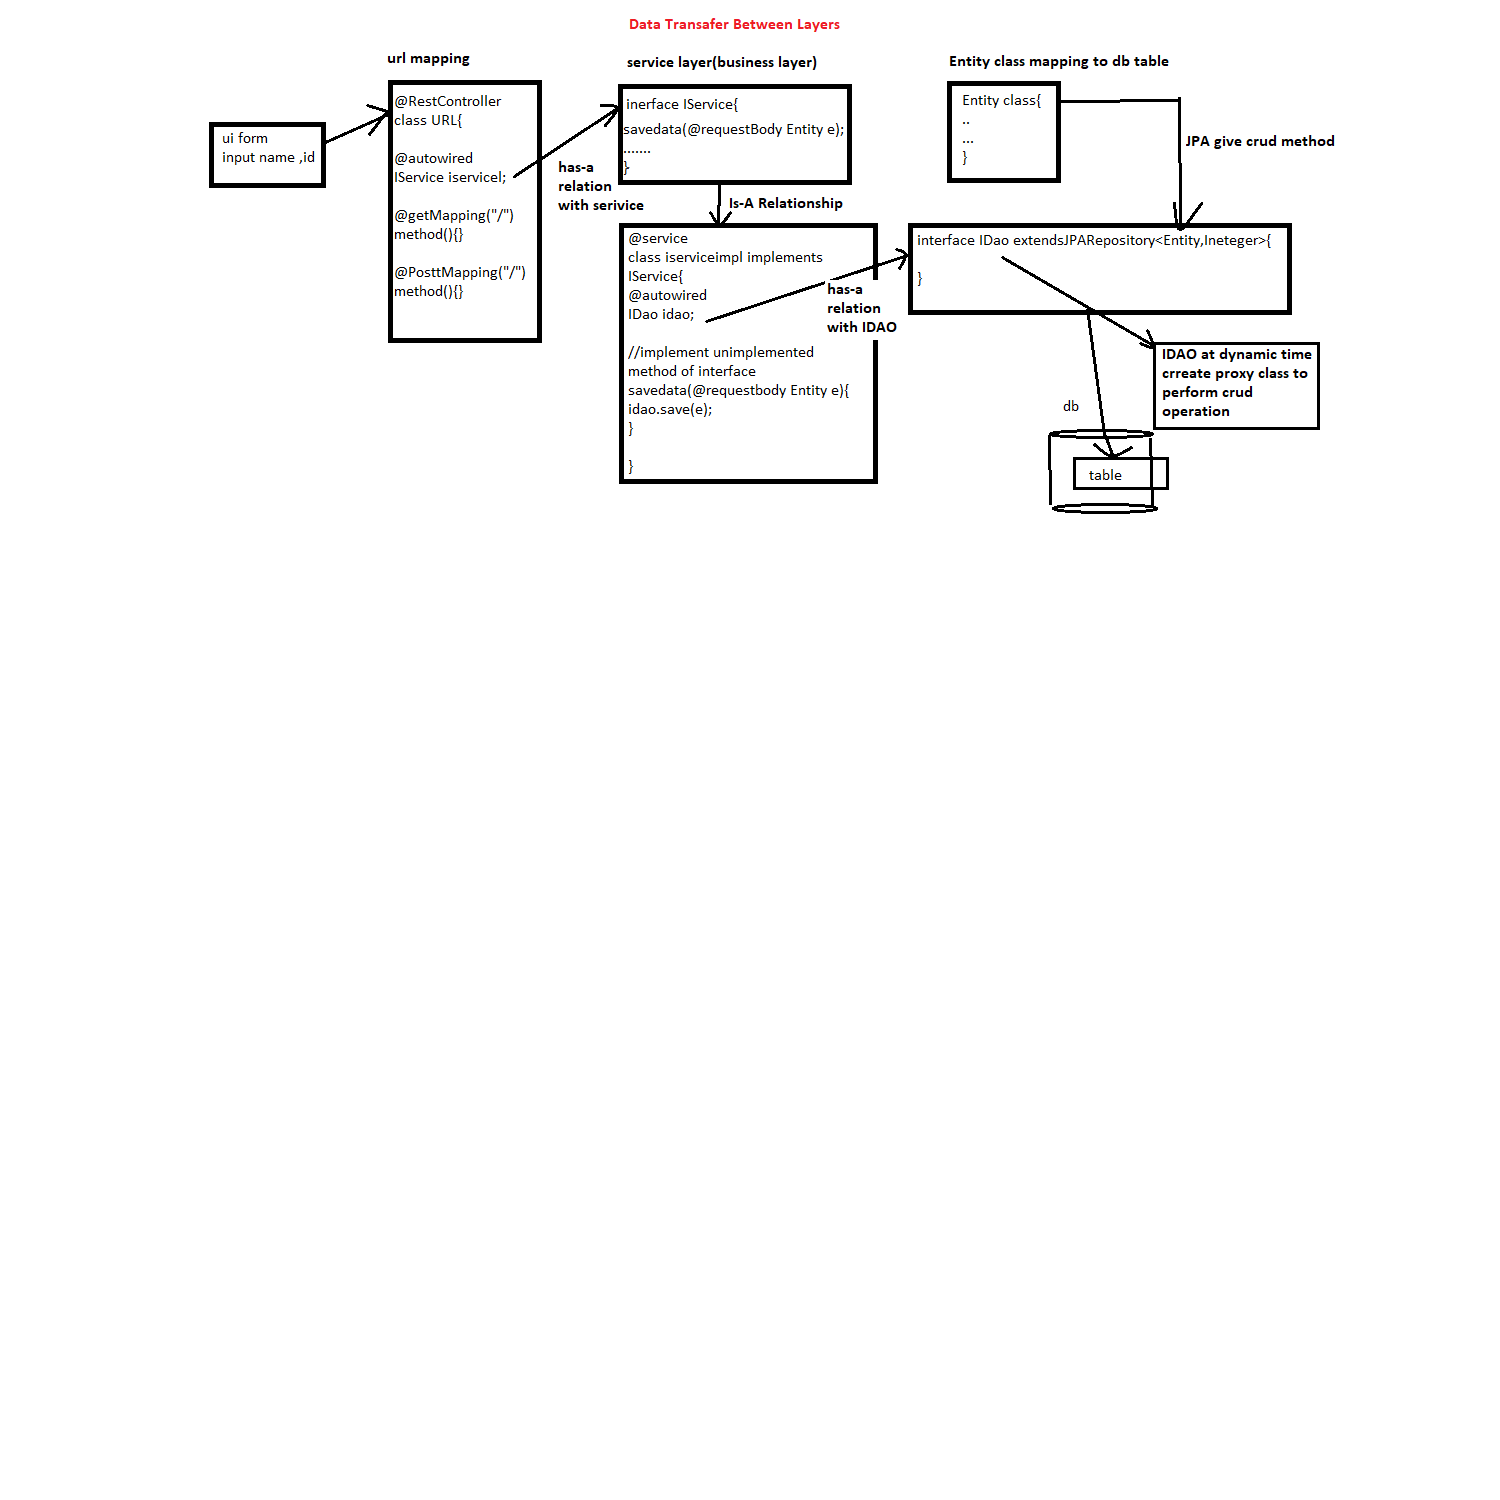 Data Transafer Between Layers
url mapping
service layer(business layer)
Entity class mapping to db table
ui form
input name ,id
@RestController
class URL{
@autowired
IService iservicel;
@getMapping("/")
method(){}
@PosttMapping("/")
method(){}
has-a
relation
with serivice
inerface IService{
savedata(@requestBody Entity e);
.......
}
Is-A Relationship
@service
class iserviceimpl implements
IService{
@autowired
IDao idao;
//implement unimplemented
method of interface
savedata(@requestbody Entity e){
idao.save(e);
}
}
has-a
relation
with IDAO
Entity class{
..
...
}
JPA give crud method
interface IDao extendsJPARepository<Entity,Ineteger>{
}
IDAO at dynamic time
crreate proxy class to
perform crud
operation
db
table